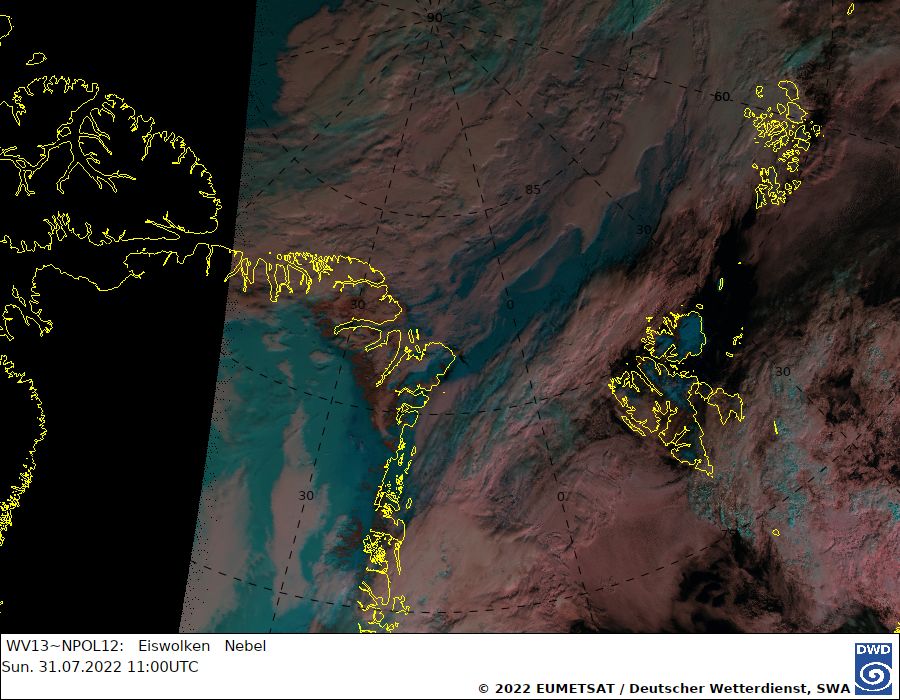 90
60
85
30
30
0
30
30
0
WV13~NPOL12: Eiswolken Nebel
Sun. 31.07.2022 11:00UTC
DWD
© 2022 EUMETSAT / Deutscher Wetterdienst, SWA